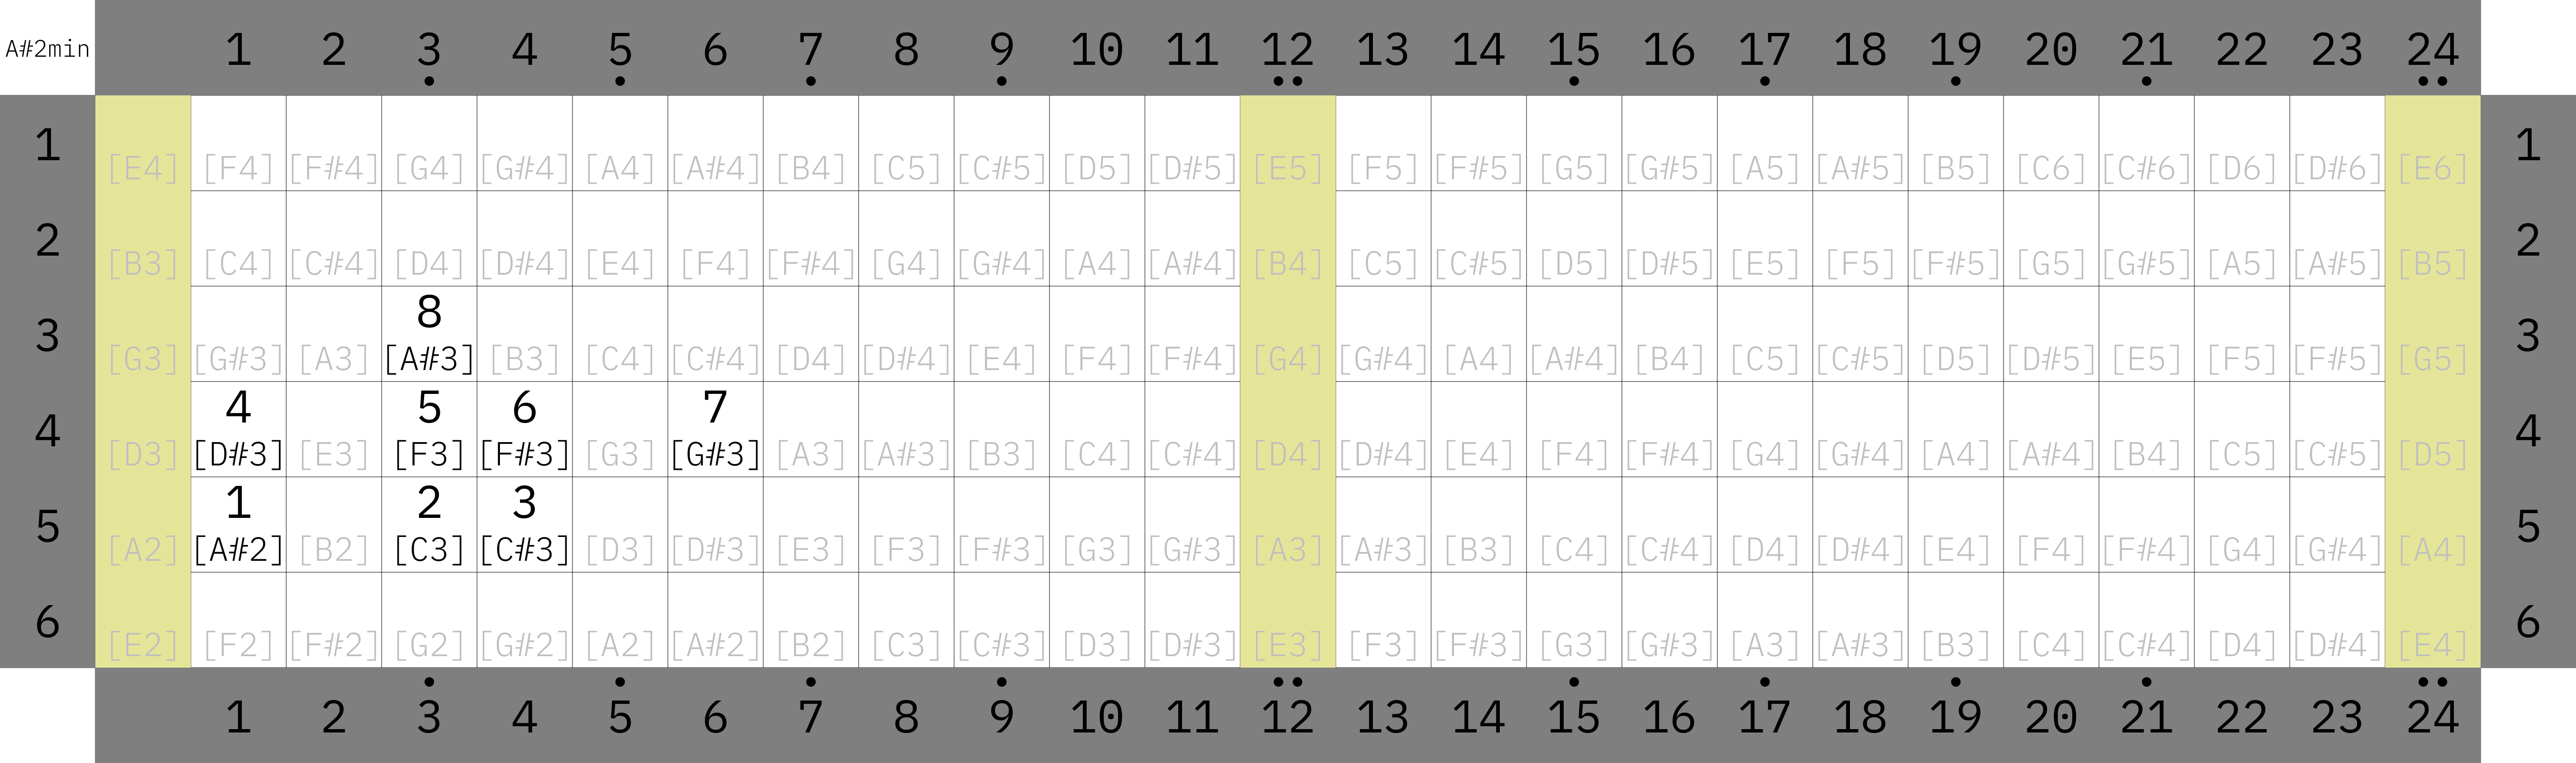 A#2min 1 2 3 4 5 6 7 8 9 10 11 12 13 14 15 16 17 18 19 20 21 22 23 24
1 [E4] [F4] [F#4] [G4] [G#4] [A4] [A#4] [B4] [C5] [C#5] [D5] [D#5] [E5] [F5] [F#5] [G5] [G#5] [A5] [A#5] [B5] [C6] [C#6] [D6] [D#6] [E6] 1
2 [B3] [C4] [C#4] [D4] [D#4] [E4] [F4] [F#4] [G4] [G#4] [A4] [A#4] [B4] [C5] [C#5] [D5] [D#5] [E5] [F5] [F#5] [G5] [G#5] [A5] [A#5] [B5] 2
8
3 [G3] [G#3] [A3] [A#3] [B3] [C4] [C#4] [D4] [D#4] [E4] [F4] [F#4] [G4] [G#4] [A4] [A#4] [B4] [C5] [C#5] [D5] [D#5] [E5] [F5] [F#5] [G5] 3
4 5 6 7
4 [D3] [D#3] [E3] [F3] [F#3] [G3] [G#3] [A3] [A#3] [B3] [C4] [C#4] [D4] [D#4] [E4] [F4] [F#4] [G4] [G#4] [A4] [A#4] [B4] [C5] [C#5] [D5] 4
1 2 3
5 [A2] [A#2] [B2] [C3] [C#3] [D3] [D#3] [E3] [F3] [F#3] [G3] [G#3] [A3] [A#3] [B3] [C4] [C#4] [D4] [D#4] [E4] [F4] [F#4] [G4] [G#4] [A4] 5
6 [E2] [F2] [F#2] [G2] [G#2] [A2] [A#2] [B2] [C3] [C#3] [D3] [D#3] [E3] [F3] [F#3] [G3] [G#3] [A3] [A#3] [B3] [C4] [C#4] [D4] [D#4] [E4] 6
1 2 3 4 5 6 7 8 9 10 11 12 13 14 15 16 17 18 19 20 21 22 23 24